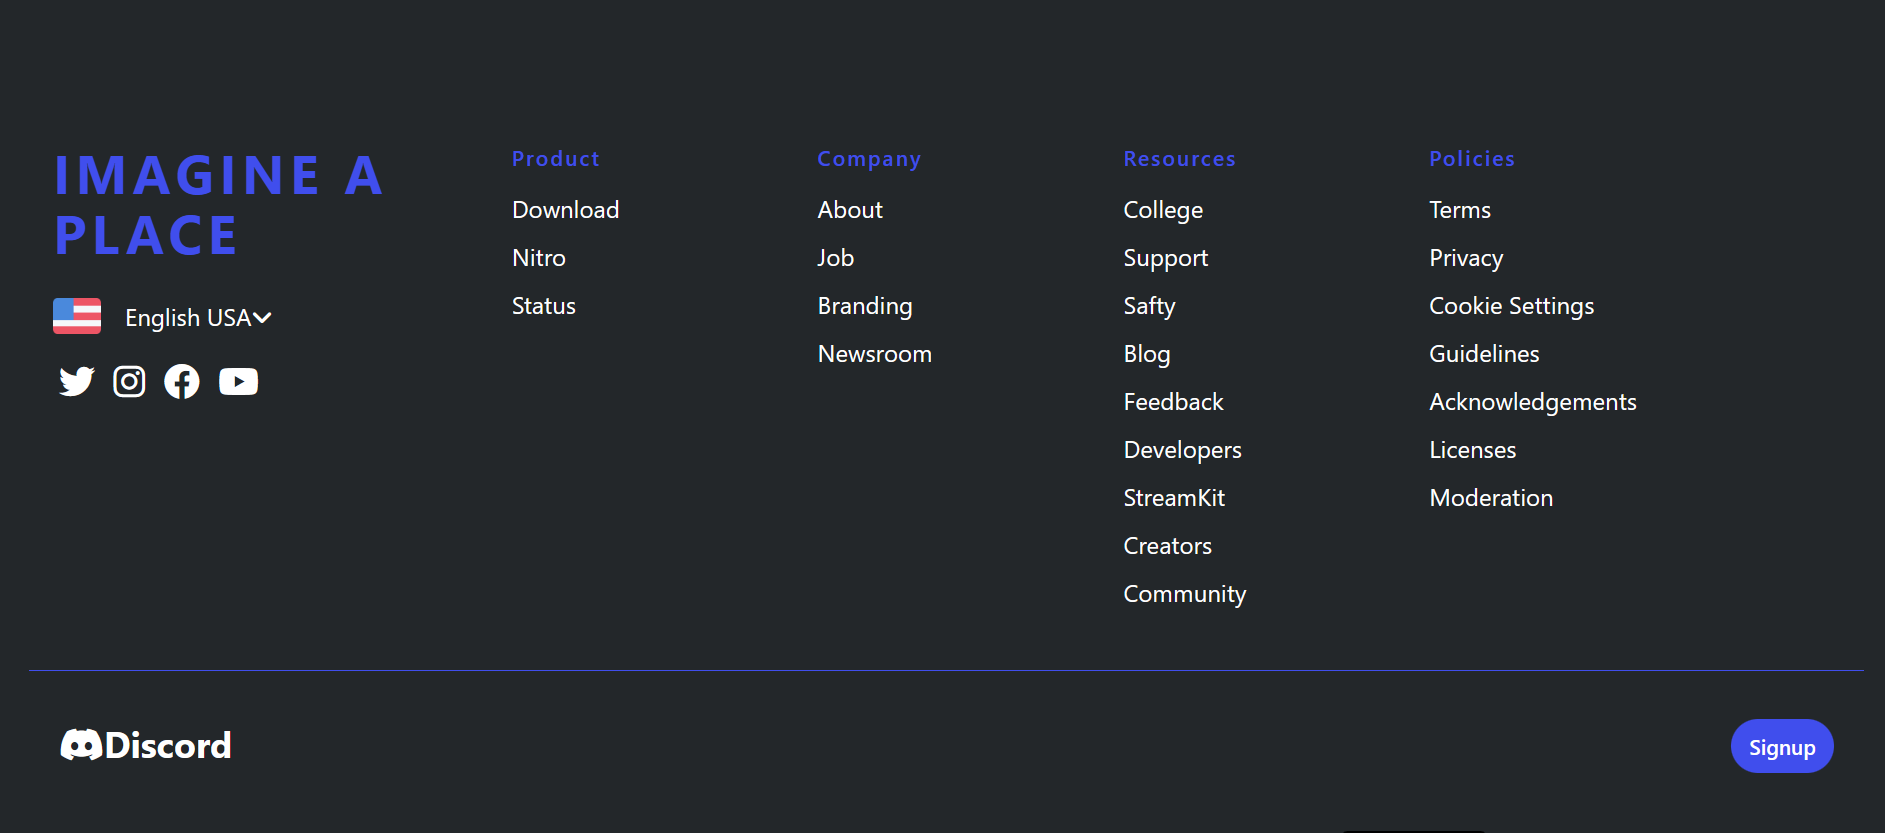 IMAGINE A
PLACE
English USA
Product
Download
Nitro
Status
Company
About
Job
Branding
Newsroom
Resources
College
Support
Safty
Blog
Feedback
Developers
StreamKit
Creators
Community
Policies
Terms
Privacy
Cookie Settings
Guidelines
Acknowledgements
Licenses
Moderation
Discord
Signup